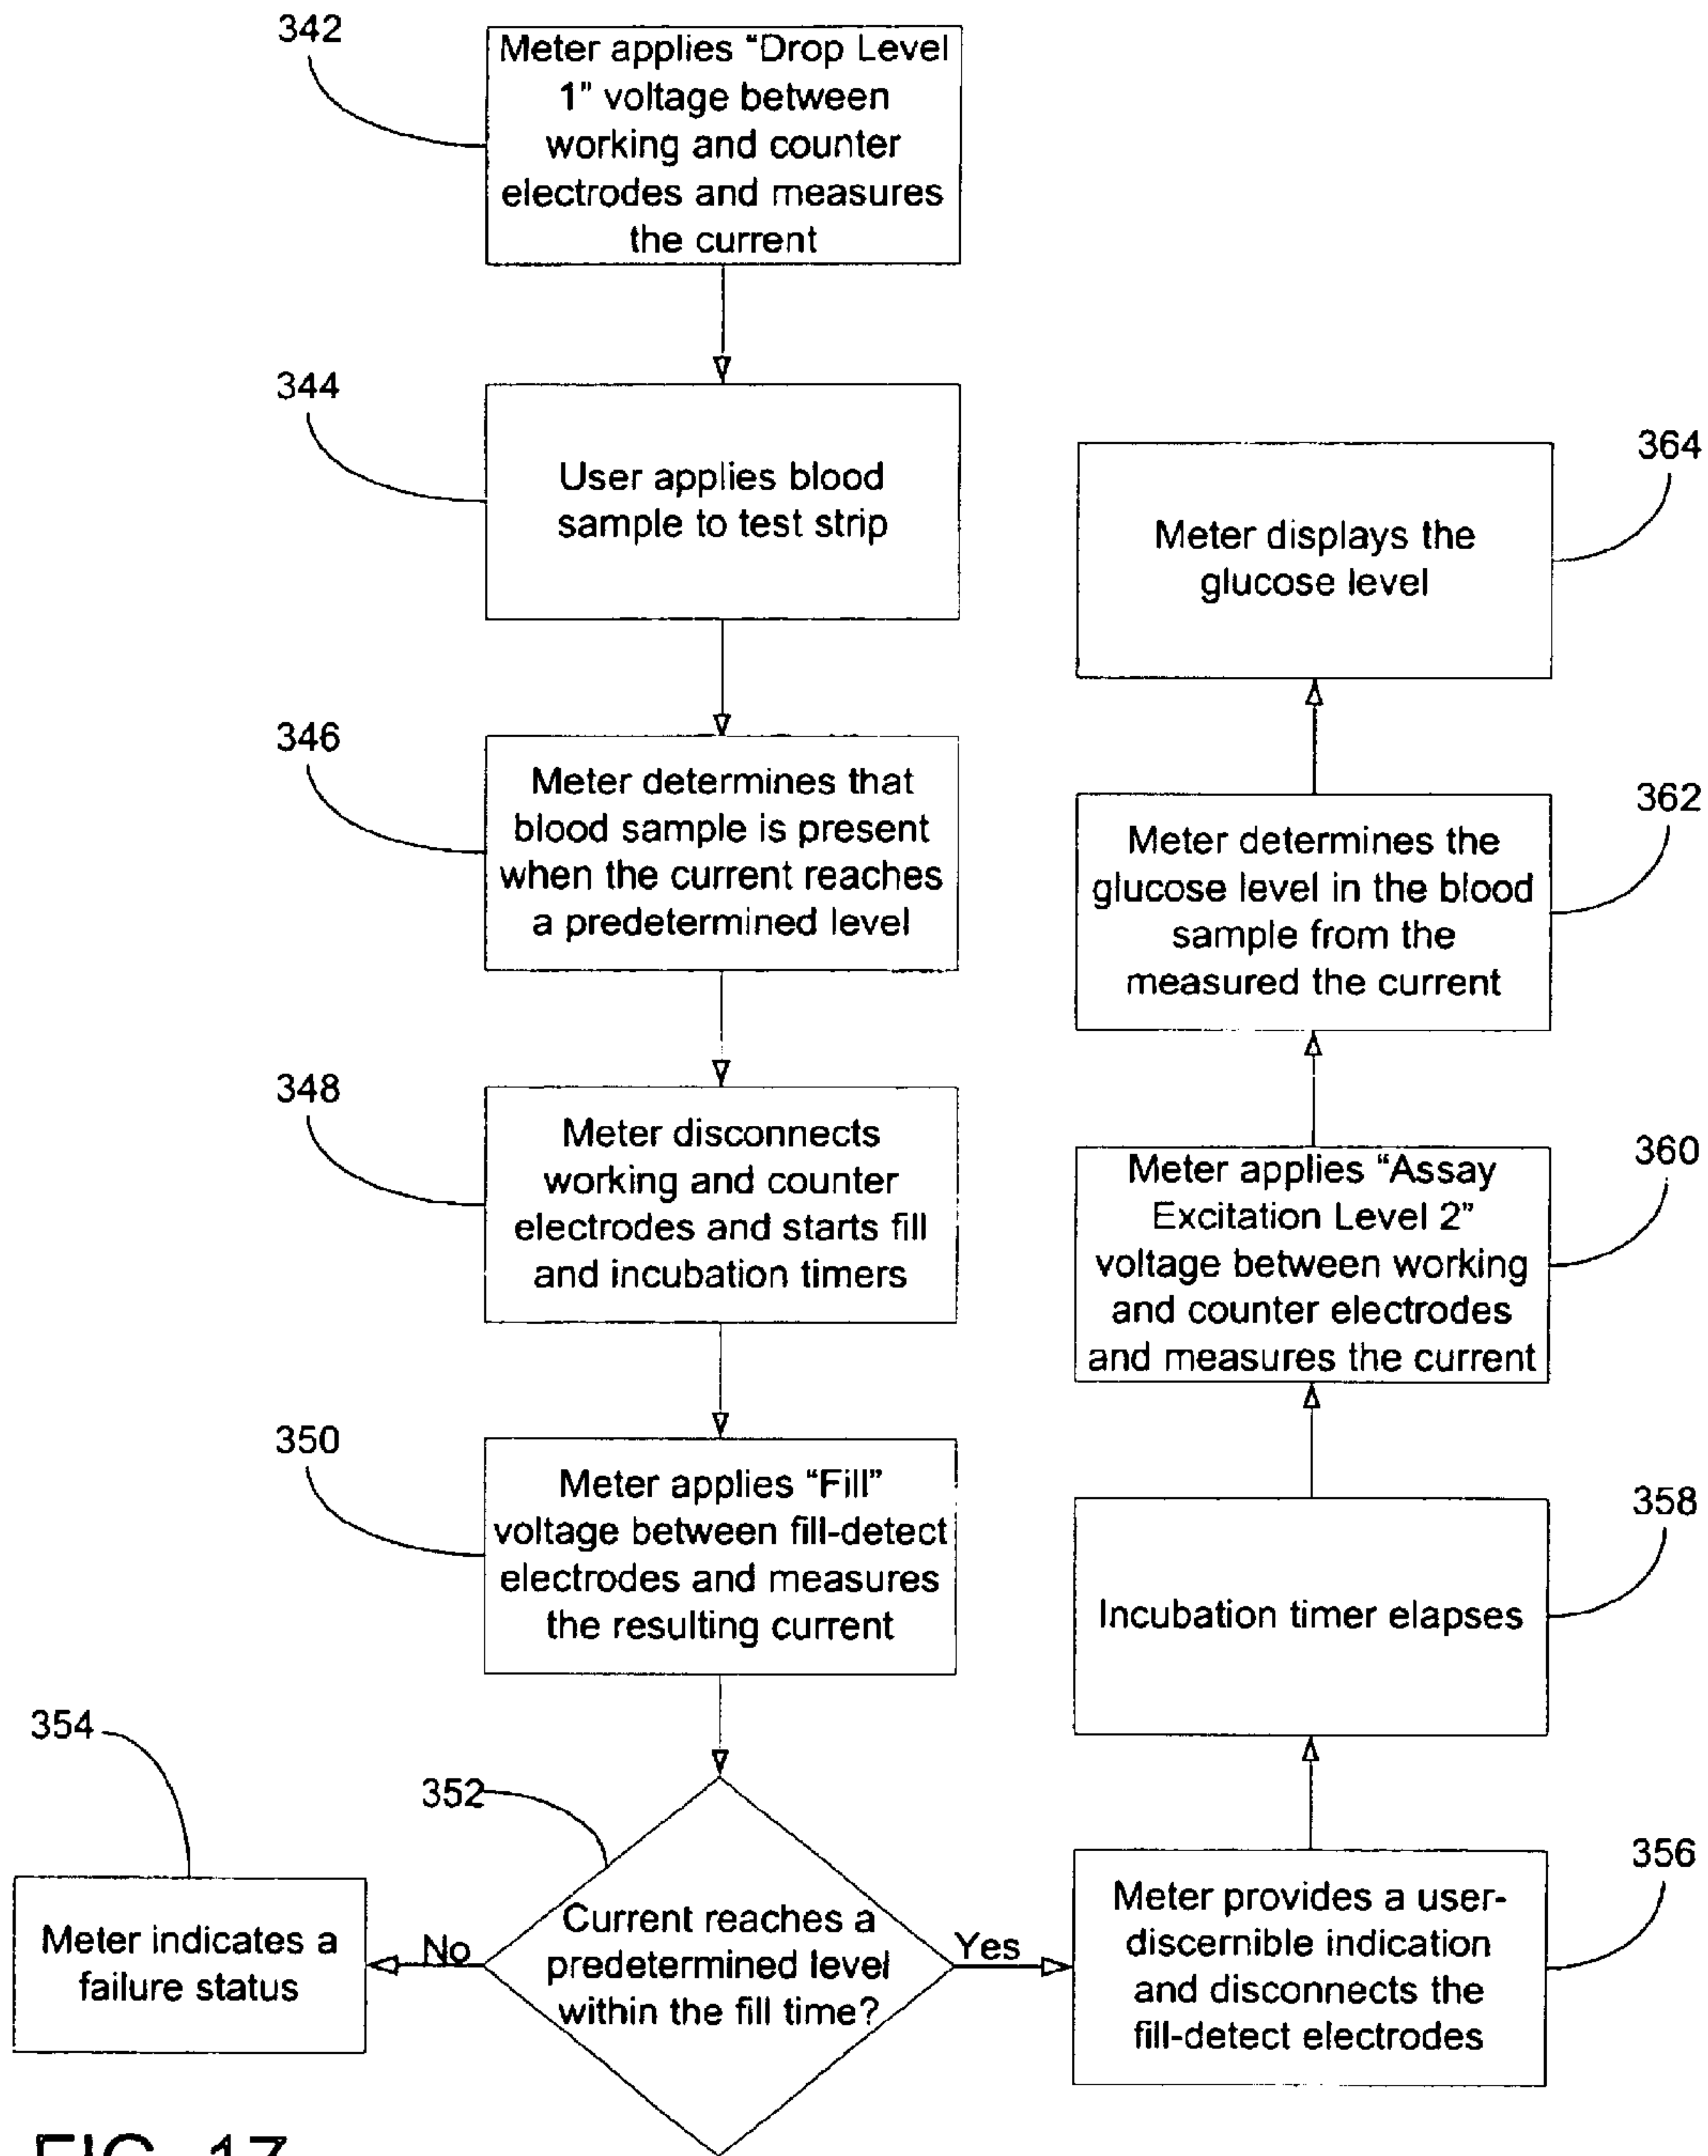 342
Meter applies "Drop Level
1" voltage between
working and counter
electrodes and measures
the current
344
User applies blood
sample to test strip
346
Meter determines that
blood sample is present
when the current reaches
a predetermined level
348
Meter disconnects
working and counter
electrodes and starts fill
and incubation timers
350
Meter applies “Fill”
voltage between fill-detect
electrodes and measures
the resulting current
352
Current reaches a
predetermined level
within the fill time?
No
354
Meter indicates a
failure status
Yes
356
Meter provides a user-
discernible indication
and disconnects the
fill-detect electrodes
358
Incubation timer elapses
360
Meter applies “Assay
Excitation Level 2”
voltage between working
and counter electrodes
and measures the current
362
Meter determines the
glucose level in the blood
sample from the
measured the current
364
Meter displays the
glucose level
FIG. 17